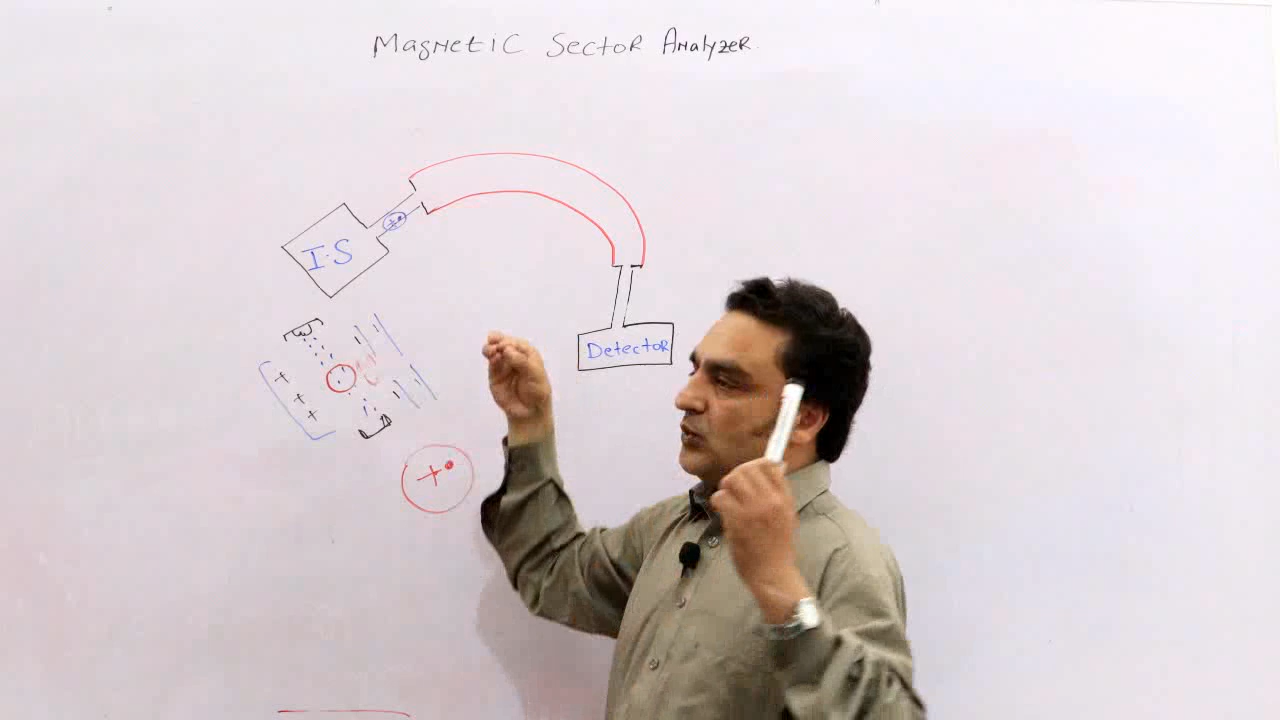 Magnetic Sector Analyzer
+•
I.S
Detector
+
+
+
+•